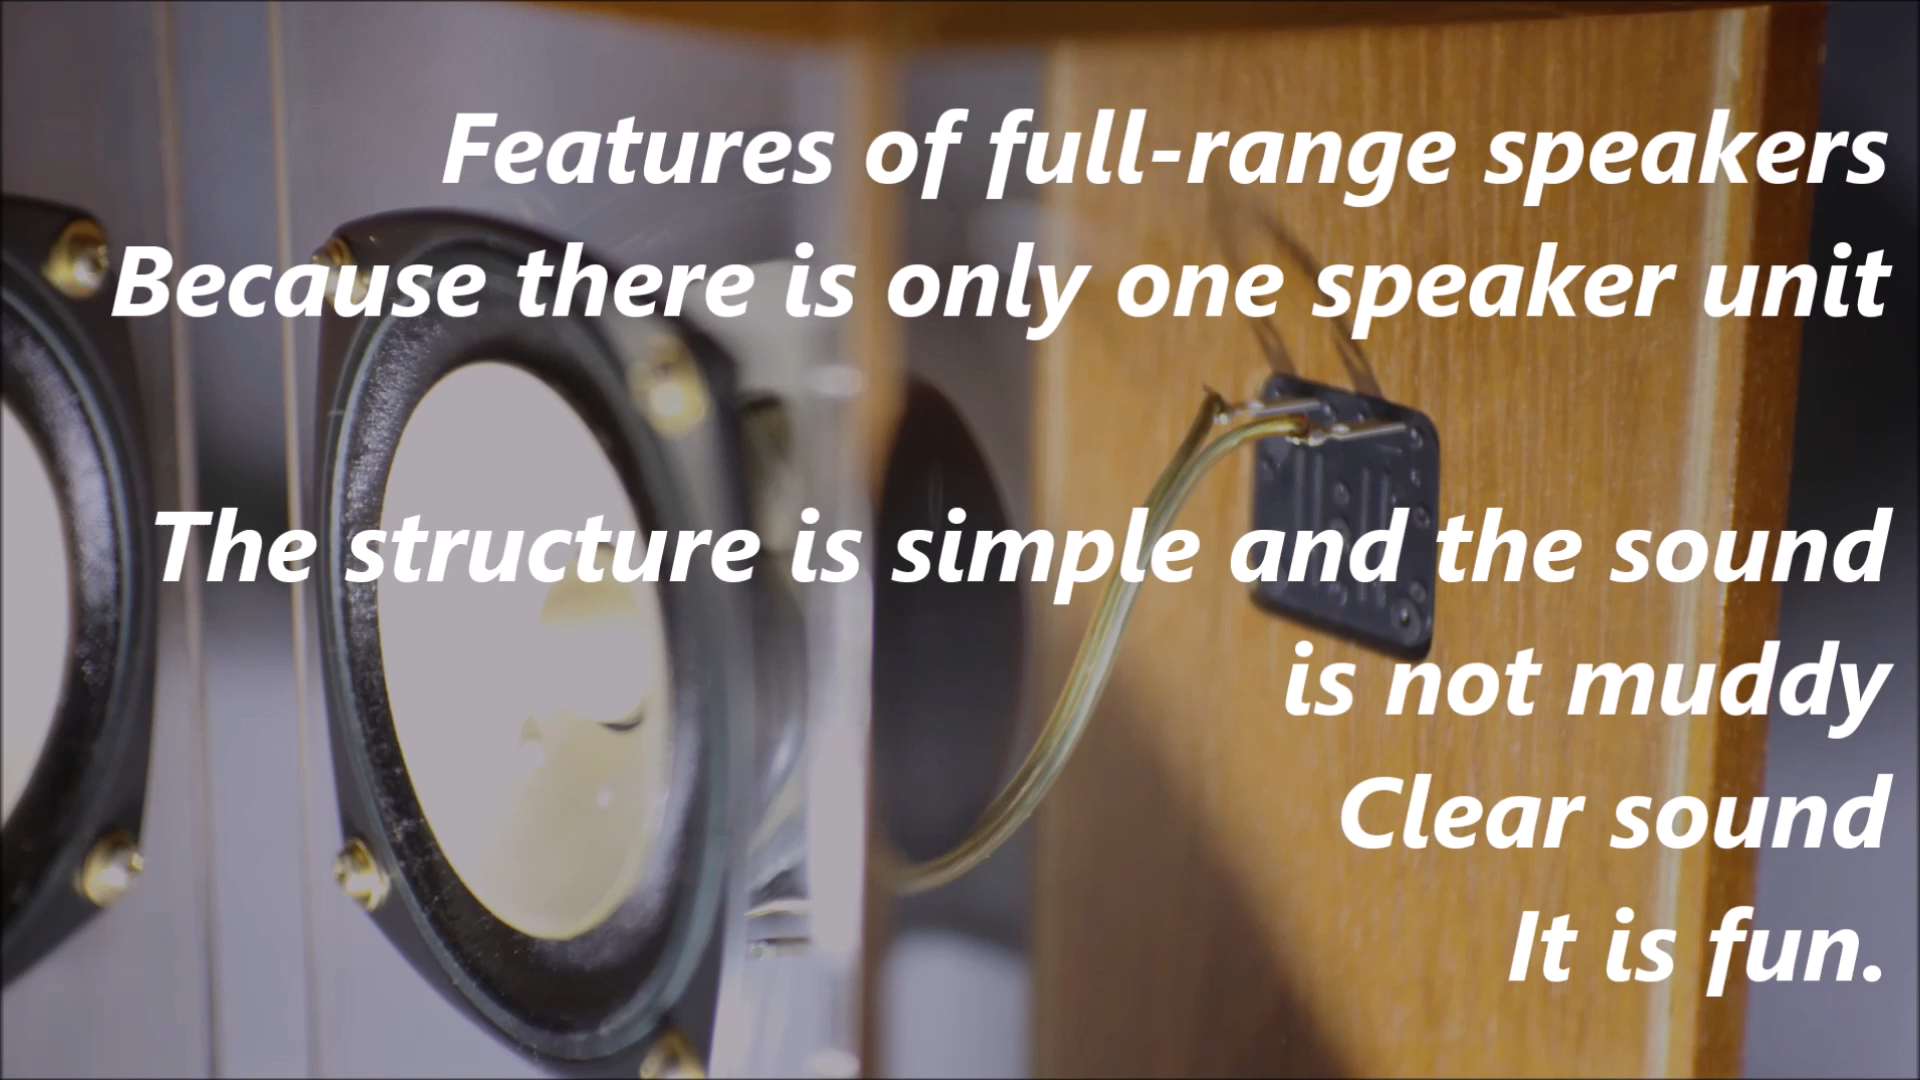 Features of full-range speakers
Because there is only one speaker unit
The structure is simple and the sound
is not muddy
Clear sound
It is fun.